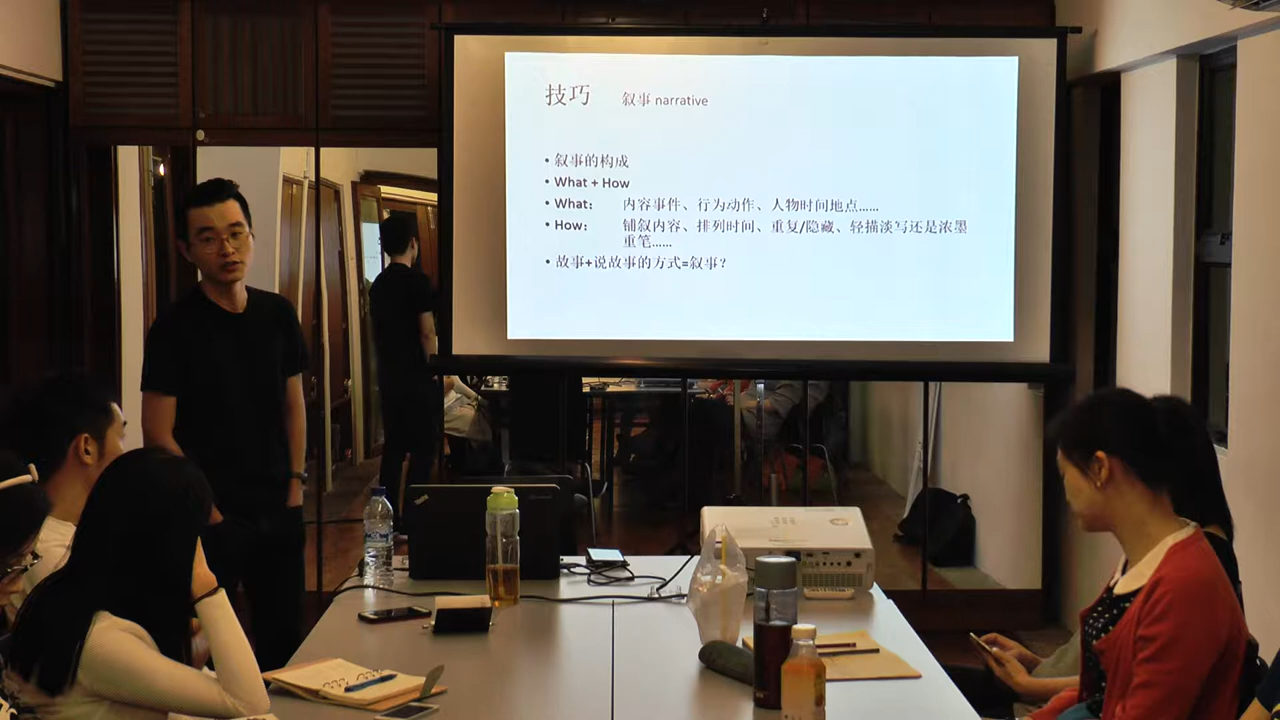 技巧 叙事 narrative
• 叙事的构成
• What + How
• What： 内容事件、行为动作、人物时间地点……
• How： 铺叙内容、排列时间、重复/隐藏、轻描淡写还是浓墨
重笔……
• 故事+说故事的方式=叙事？